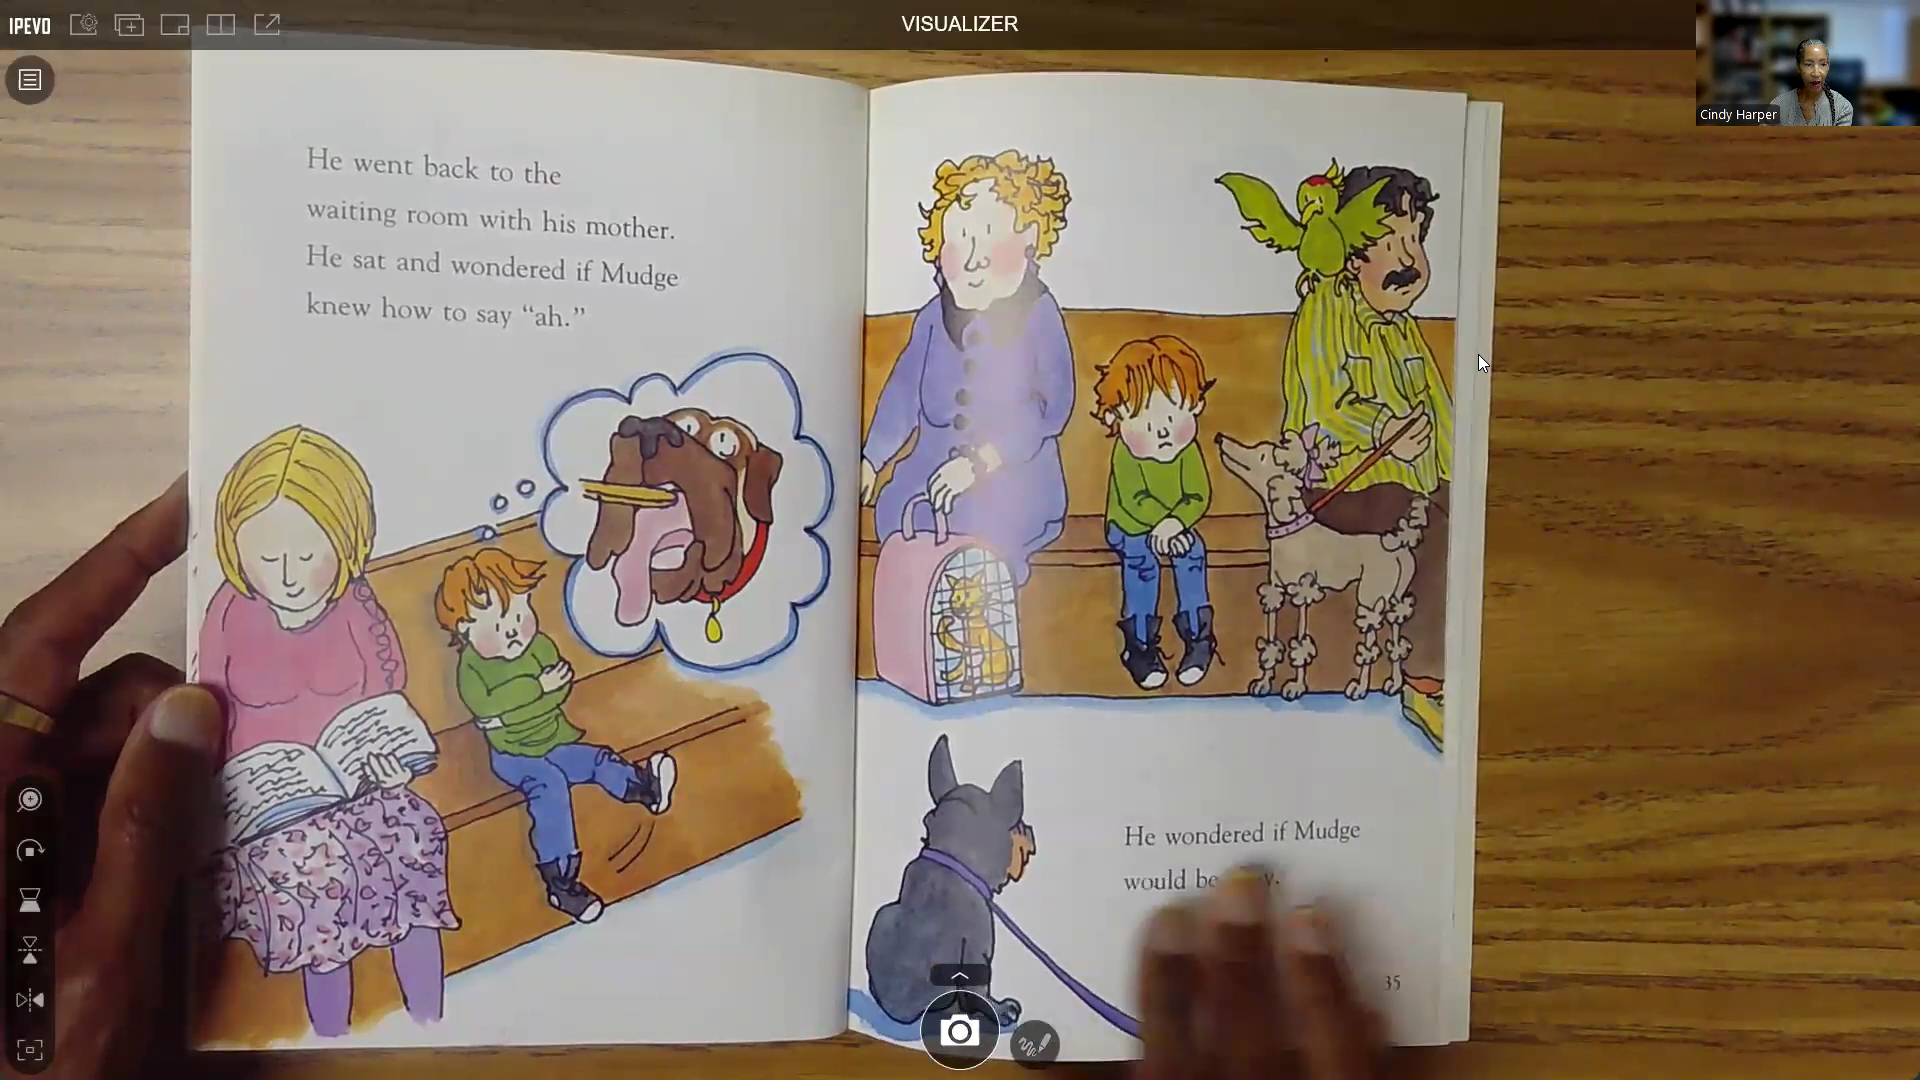 IPEVO
VISUALIZER
Cindy Harper
He went back to the
waiting room with his mother.
He sat and wondered if Mudge
knew how to say “ah.”
He wondered if Mudge
would be
35